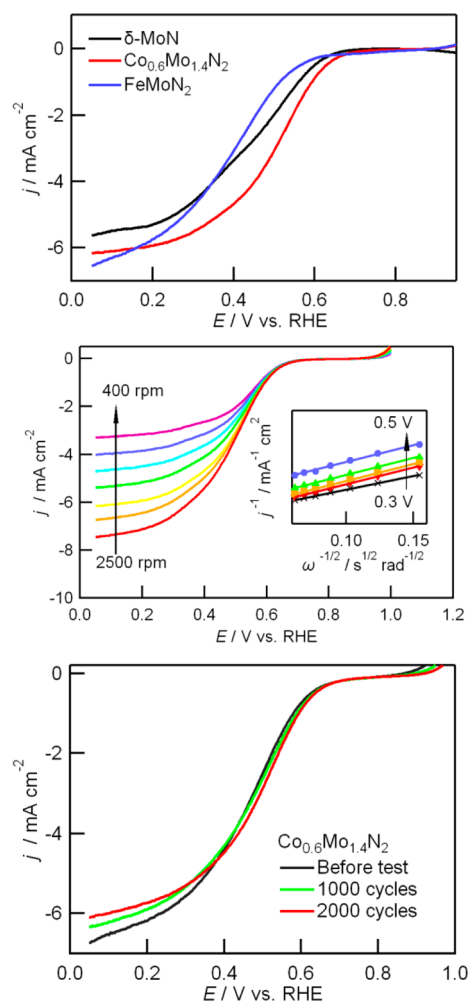 0
-2
-4
-6
j / mA cm⁻²
δ-MoN
Co₀.₆Mo₁.₄N₂
FeMoN₂
0.0 0.2 0.4 0.6 0.8
E / V vs. RHE
0
-2
-4
-6
-8
-10
j / mA cm⁻²
400 rpm
2500 rpm
j⁻¹ / mA⁻¹ cm²
0.5 V
0.3 V
0.10 0.15
ω⁻¹/² / s¹/² rad⁻¹/²
0.0 0.2 0.4 0.6 0.8 1.0 1.2
E / V vs. RHE
0
-2
-4
-6
j / mA cm⁻²
Co₀.₆Mo₁.₄N₂
Before test
1000 cycles
2000 cycles
0.0 0.2 0.4 0.6 0.8 1.0
E / V vs. RHE